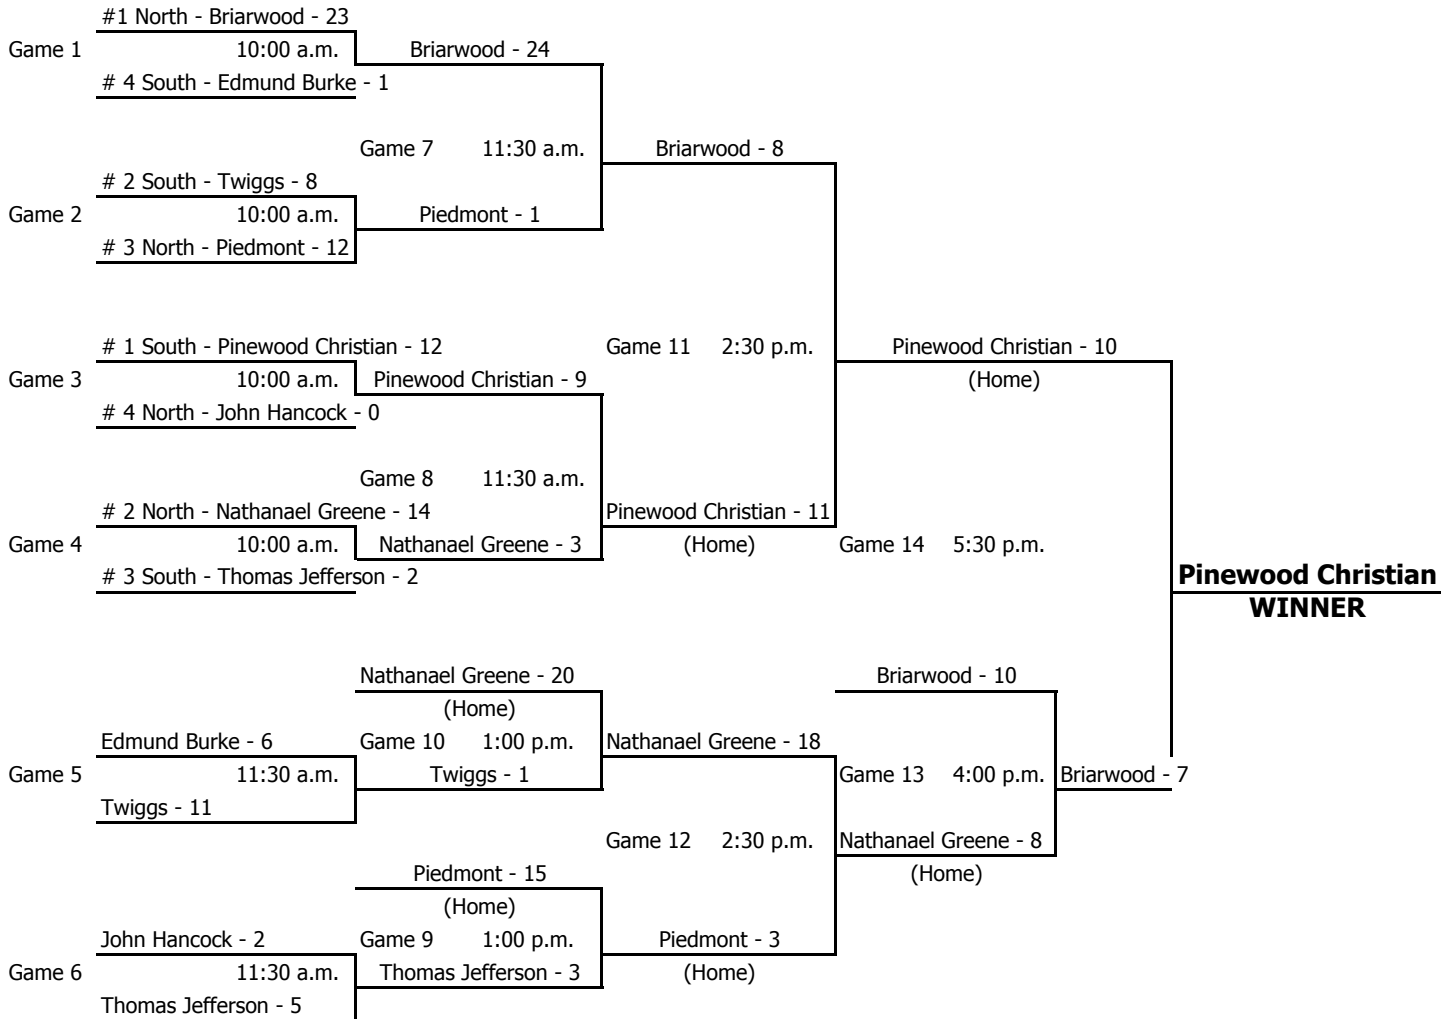 #1 North - Briarwood - 23
Game 1 10:00 a.m. Briarwood - 24
# 4 South - Edmund Burke - 1
Game 7 11:30 a.m. Briarwood - 8
# 2 South - Twiggs - 8
Game 2 10:00 a.m. Piedmont - 1
# 3 North - Piedmont - 12
# 1 South - Pinewood Christian - 12 Game 11 2:30 p.m. Pinewood Christian - 10
Game 3 10:00 a.m. Pinewood Christian - 9 (Home)
# 4 North - John Hancock - 0
Game 8 11:30 a.m.
# 2 North - Nathanael Greene - 14 Pinewood Christian - 11
Game 4 10:00 a.m. Nathanael Greene - 3 (Home) Game 14 5:30 p.m.
# 3 South - Thomas Jefferson - 2 Pinewood Christian
WINNER
Nathanael Greene - 20 Briarwood - 10
(Home)
Edmund Burke - 6 Game 10 1:00 p.m. Nathanael Greene - 18
Game 5 11:30 a.m. Twiggs - 1 Game 13 4:00 p.m. Briarwood - 7
Twiggs - 11
Game 12 2:30 p.m. Nathanael Greene - 8
Piedmont - 15 (Home)
(Home)
John Hancock - 2 Game 9 1:00 p.m. Piedmont - 3
Game 6 11:30 a.m. Thomas Jefferson - 3 (Home)
Thomas Jefferson - 5